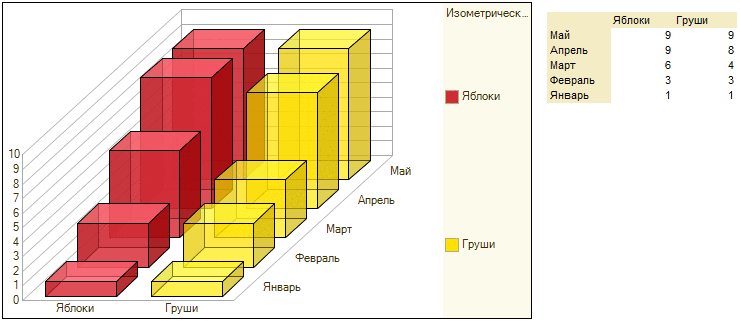 Изометрическ...
Яблоки
Груши
10
9
8
7
6
5
4
3
2
1
0
Май
Апрель
Март
Февраль
Январь
Яблоки Груши
Яблоки Груши
Май 9 9
Апрель 9 8
Март 6 4
Февраль 3 3
Январь 1 1